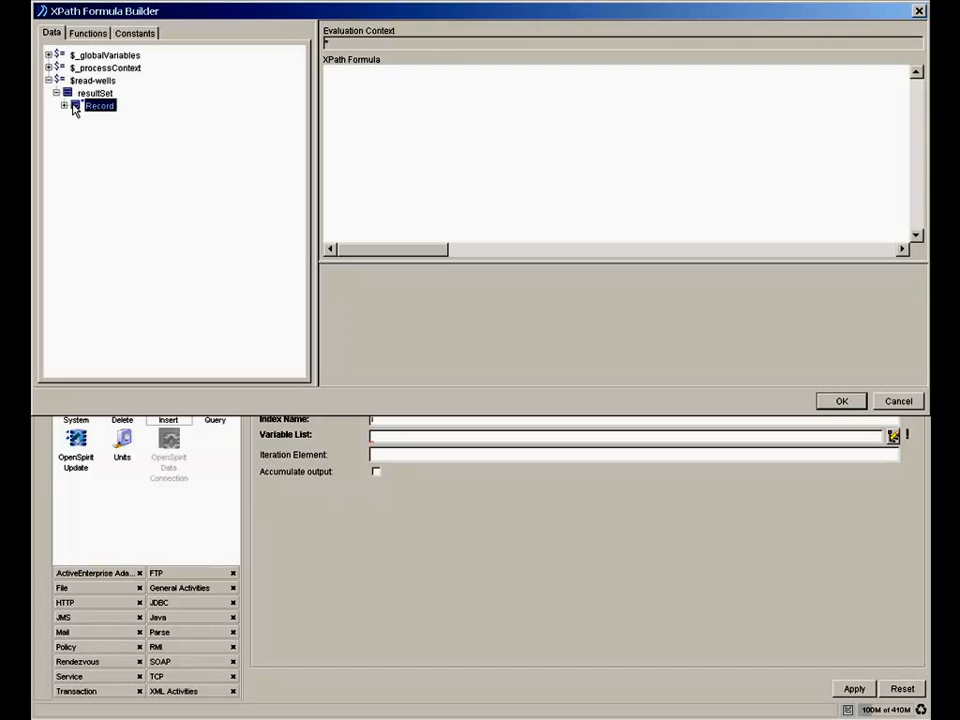 XPath Formula Builder
Data
Functions
Constants
$_globalVariables
$_processContext
$read-wells
resultSet
Record
Evaluation Context
XPath Formula
OK
Cancel
System Delete Insert Query
OpenSpirit Update
Units
OpenSpirit Data Connection
Index Name:
Variable List:
Iteration Element:
Accumulate output:
ActiveEnterprise Ada... FTP
File General Activities
HTTP JDBC
JMS Java
Mail Parse
Policy RMI
Rendezvous SOAP
Service TCP
Transaction XML Activities
Apply Reset
100M of 410M